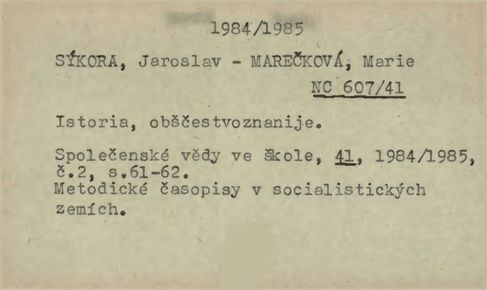 1984/1985
SÝKORA, Jaroslav - MAREČKOVÁ, Marie
NC 607/41
Istoria, obščestvoznanije.
Společenské vědy ve škole, 41, 1984/1985,
č.2, s.61-62.
Metodické časopisy v socialistických
zemích.